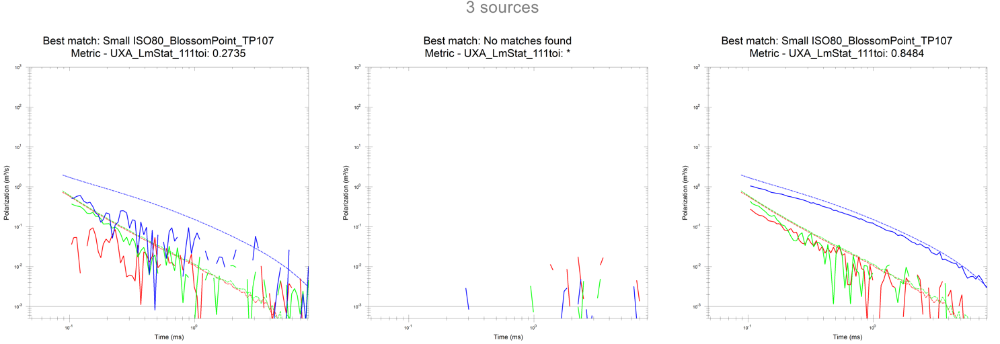 3 sources
Best match: Small ISO80_BlossomPoint_TP107
Metric - UXA_LmStat_111toi: 0.2735
10³
10²
10¹
10⁰
10⁻¹
10⁻²
10⁻³
Polarization (m³/s)
10⁻¹
10⁰
Time (ms)
Best match: No matches found
Metric - UXA_LmStat_111toi: *
10³
10²
10¹
10⁰
10⁻¹
10⁻²
10⁻³
Polarization (m³/s)
10⁻¹
10⁰
Time (ms)
Best match: Small ISO80_BlossomPoint_TP107
Metric - UXA_LmStat_111toi: 0.8484
10³
10²
10¹
10⁰
10⁻¹
10⁻²
10⁻³
Polarization (m³/s)
10⁻¹
10⁰
Time (ms)